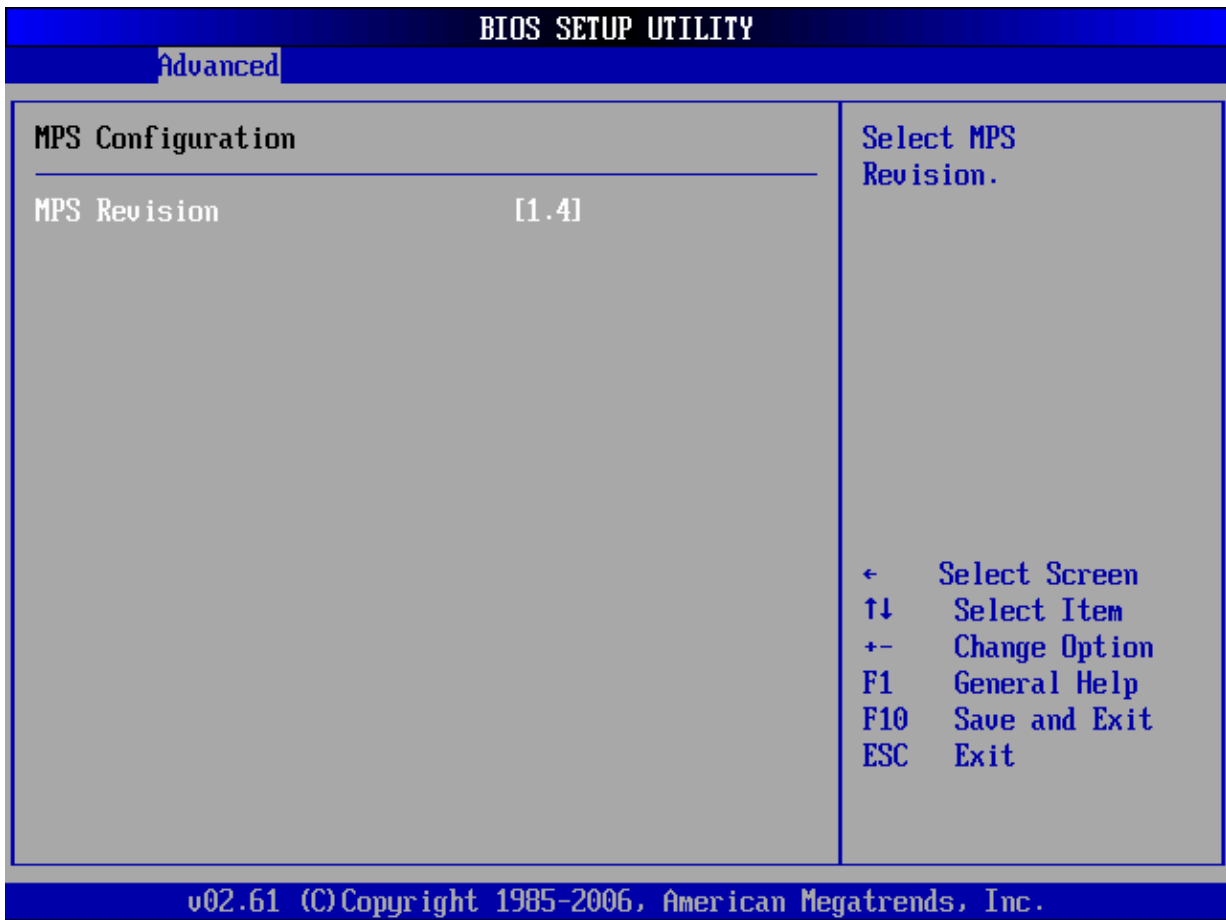 BIOS SETUP UTILITY
Advanced
MPS Configuration
MPS Revision [1.4]
Select MPS
Revision.
← Select Screen
↑↓ Select Item
+- Change Option
F1 General Help
F10 Save and Exit
ESC Exit
v02.61 (C)Copyright 1985-2006, American Megatrends, Inc.